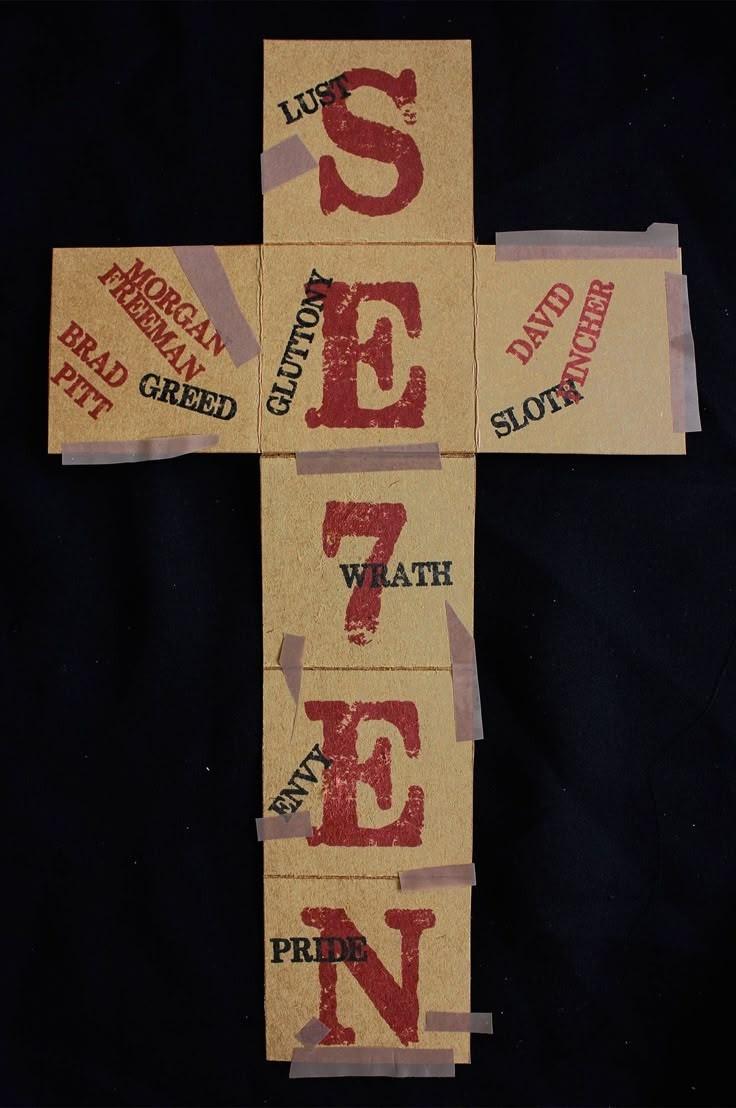 LUST
S
MORGAN
FREEMAN
BRAD
PITT
GREED
GLUTTONY
E
DAVID
FINCHER
SLOTH
7
WRATH
E
ENVY
N
PRIDE